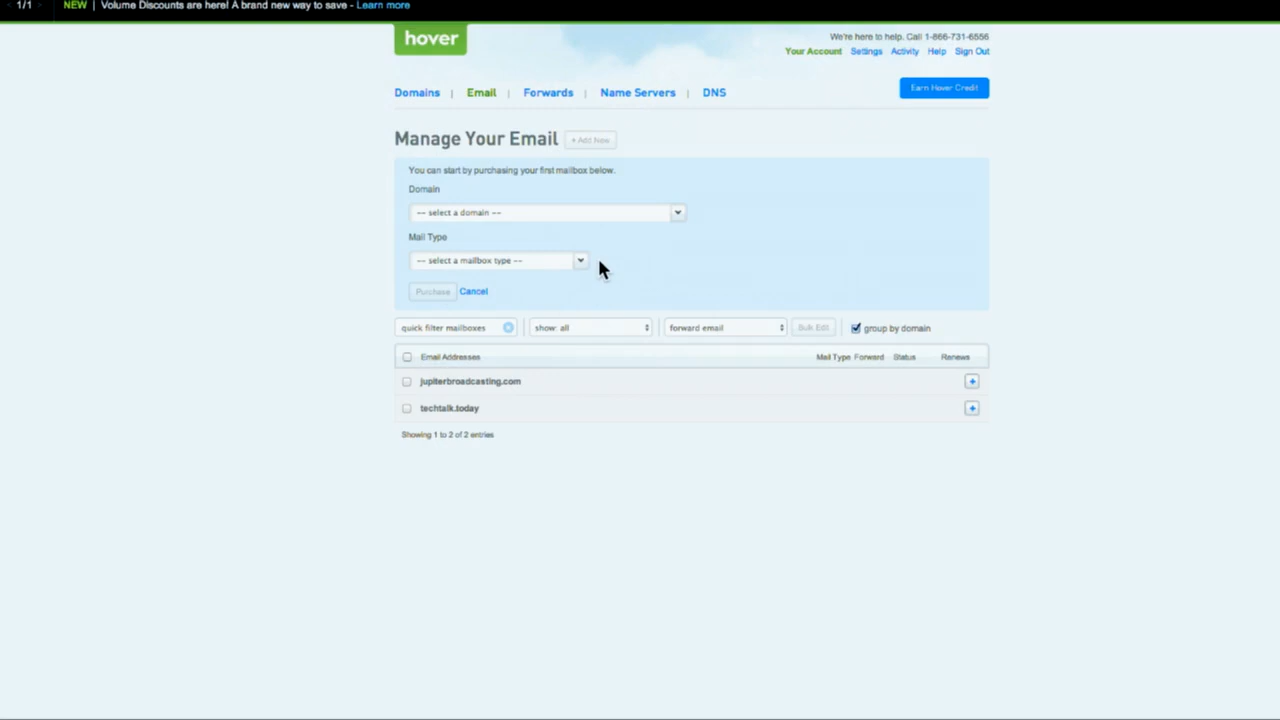 1/1 NEW | Volume Discounts are here! A brand new way to save - Learn more
hover
We're here to help. Call 1-866-731-6556
Your Account Settings Activity Help Sign Out
Domains | Email | Forwards | Name Servers | DNS
Earn Hover Credit
Manage Your Email + Add New
You can start by purchasing your first mailbox below.
Domain
-- select a domain --
Mail Type
-- select a mailbox type --
Purchase Cancel
quick filter mailboxes show: all forward email Bulk Edit group by domain
Email Addresses Mail Type Forward Status Renews
jupiterbroadcasting.com
techtalk.today
Showing 1 to 2 of 2 entries